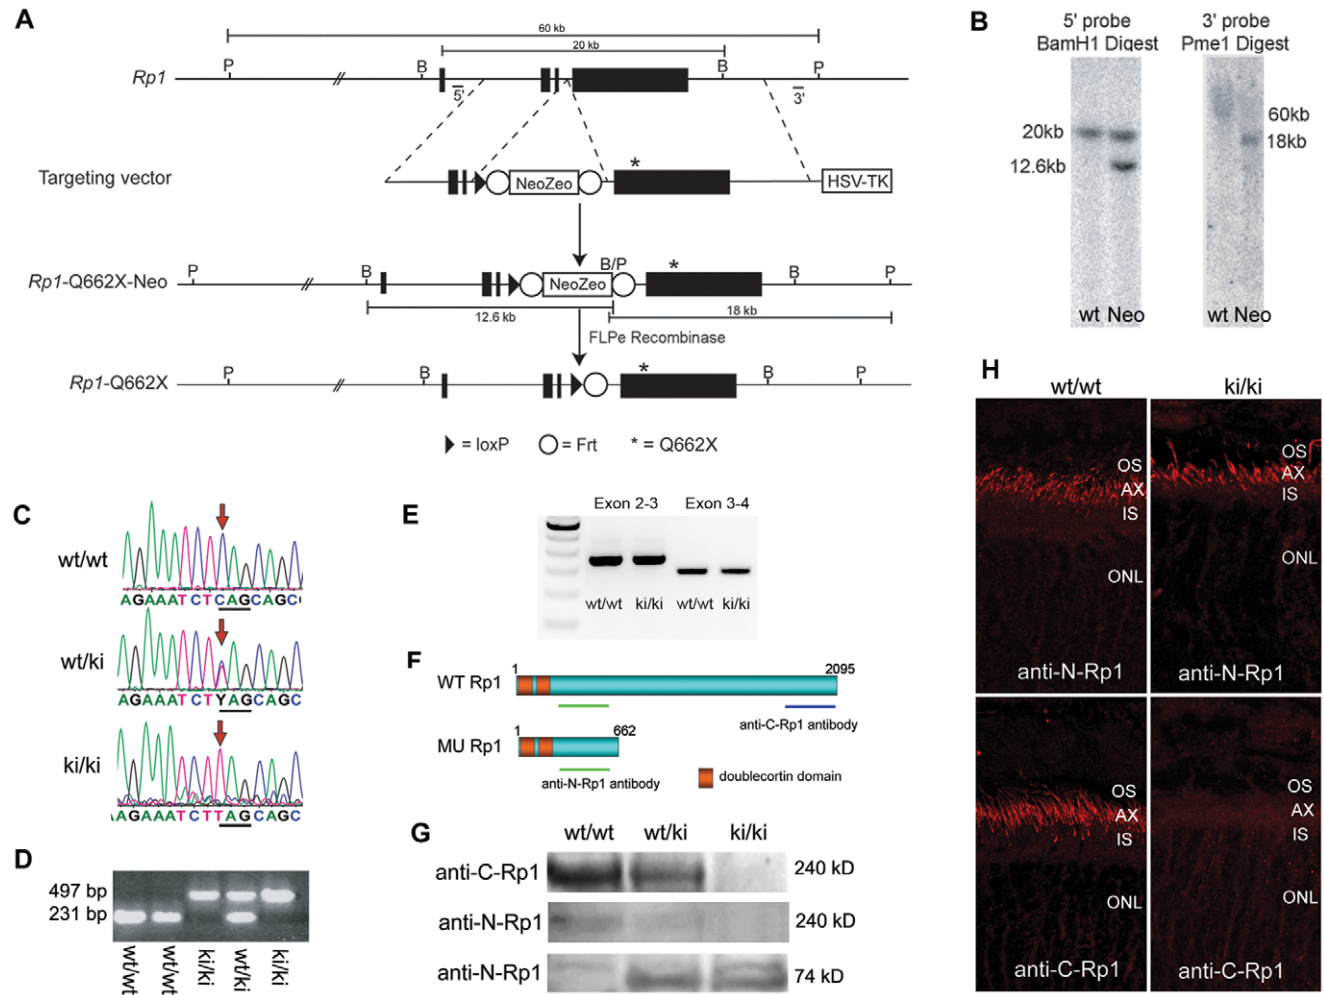 A
60 kb
20 kb
Rp1
P
//
B
B
P
5'
3'
Targeting vector
NeoZeo
*
HSV-TK
Rp1-Q662X-Neo
P
//
B
NeoZeo
B/P
*
B
P
12.6 kb
18 kb
FLPe Recombinase
Rp1-Q662X
P
//
B
*
B
P
= loxP
= Frt
* = Q662X
B
5' probe
BamH1 Digest
3' probe
Pme1 Digest
20kb
12.6kb
60kb
18kb
wt Neo
wt Neo
C
wt/wt
AGAAATCTCAGCAGC
wt/ki
AGAAATCTYAGCAGC
ki/ki
AGAAATCTTAGCAGC
D
497 bp
231 bp
wt/wt
wt/wt
ki/ki
wt/ki
ki/ki
E
Exon 2-3
Exon 3-4
wt/wt
ki/ki
wt/wt
ki/ki
F
1
2095
WT Rp1
anti-C-Rp1 antibody
1
662
MU Rp1
anti-N-Rp1 antibody
doublecortin domain
G
wt/wt
wt/ki
ki/ki
anti-C-Rp1
240 kD
anti-N-Rp1
240 kD
anti-N-Rp1
74 kD
H
wt/wt
ki/ki
OS
AX
IS
ONL
anti-N-Rp1
OS
AX
IS
ONL
anti-N-Rp1
OS
AX
IS
ONL
anti-C-Rp1
OS
AX
IS
ONL
anti-C-Rp1